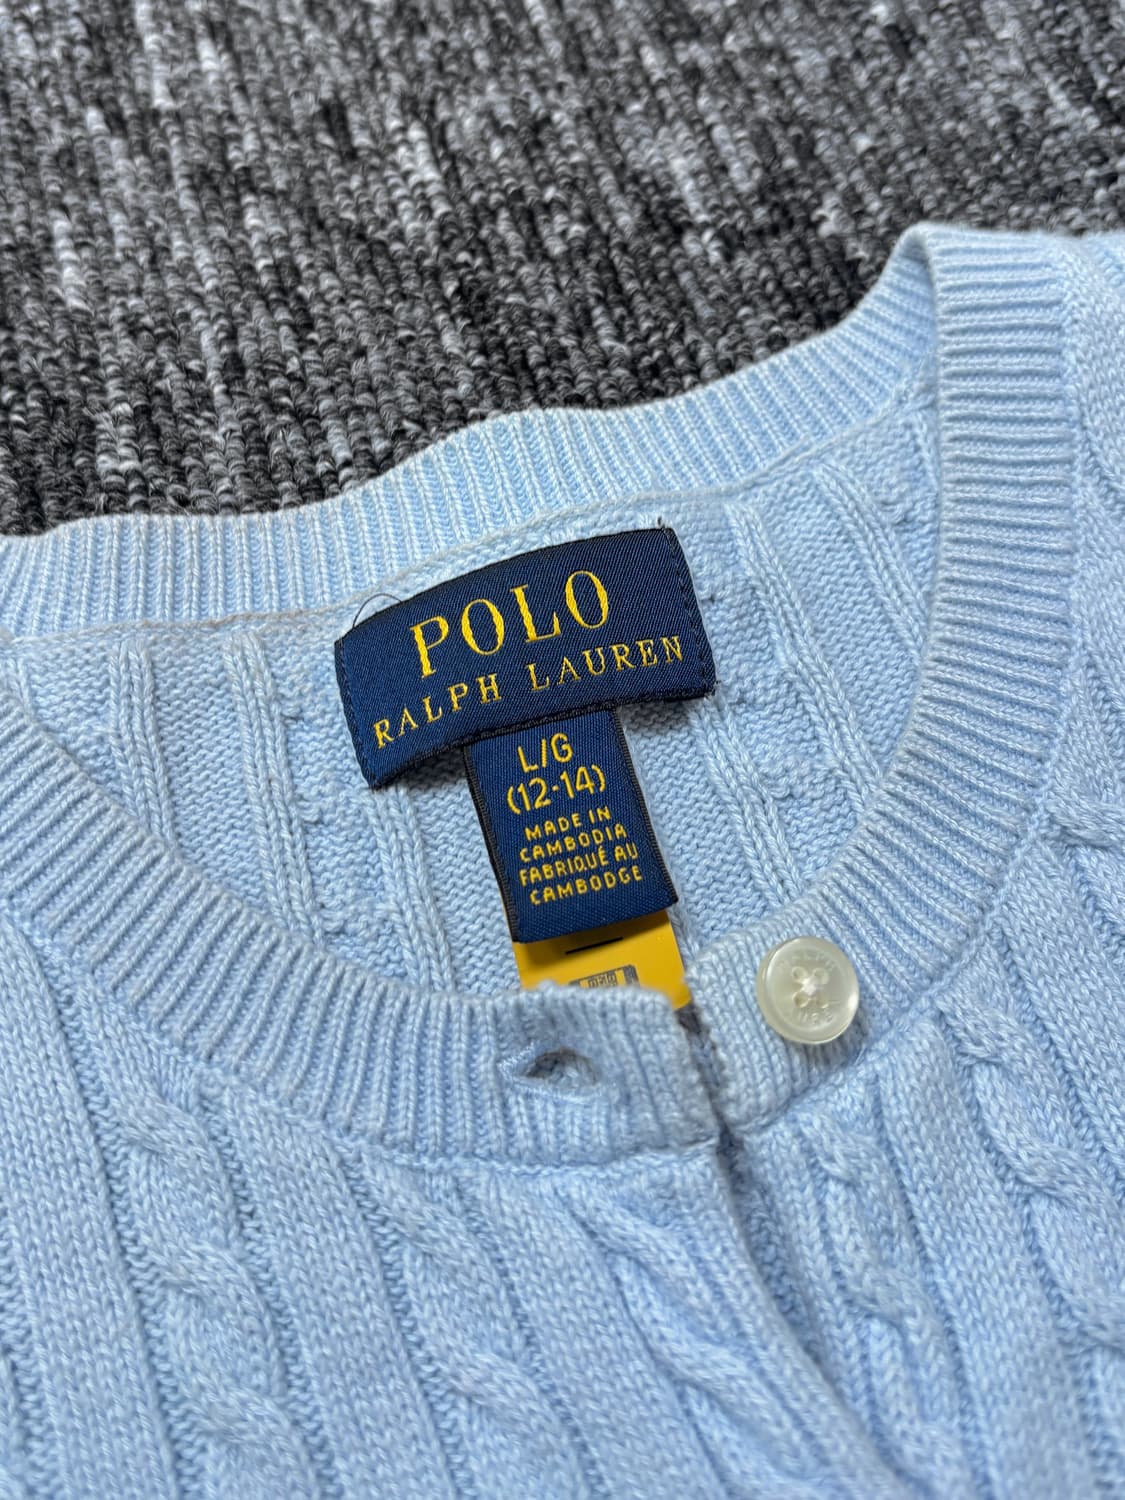 POLO
RALPH LAUREN
L/G
(12-14)
MADE IN
CAMBODIA
FABRIQUÉ AU
CAMBODGE